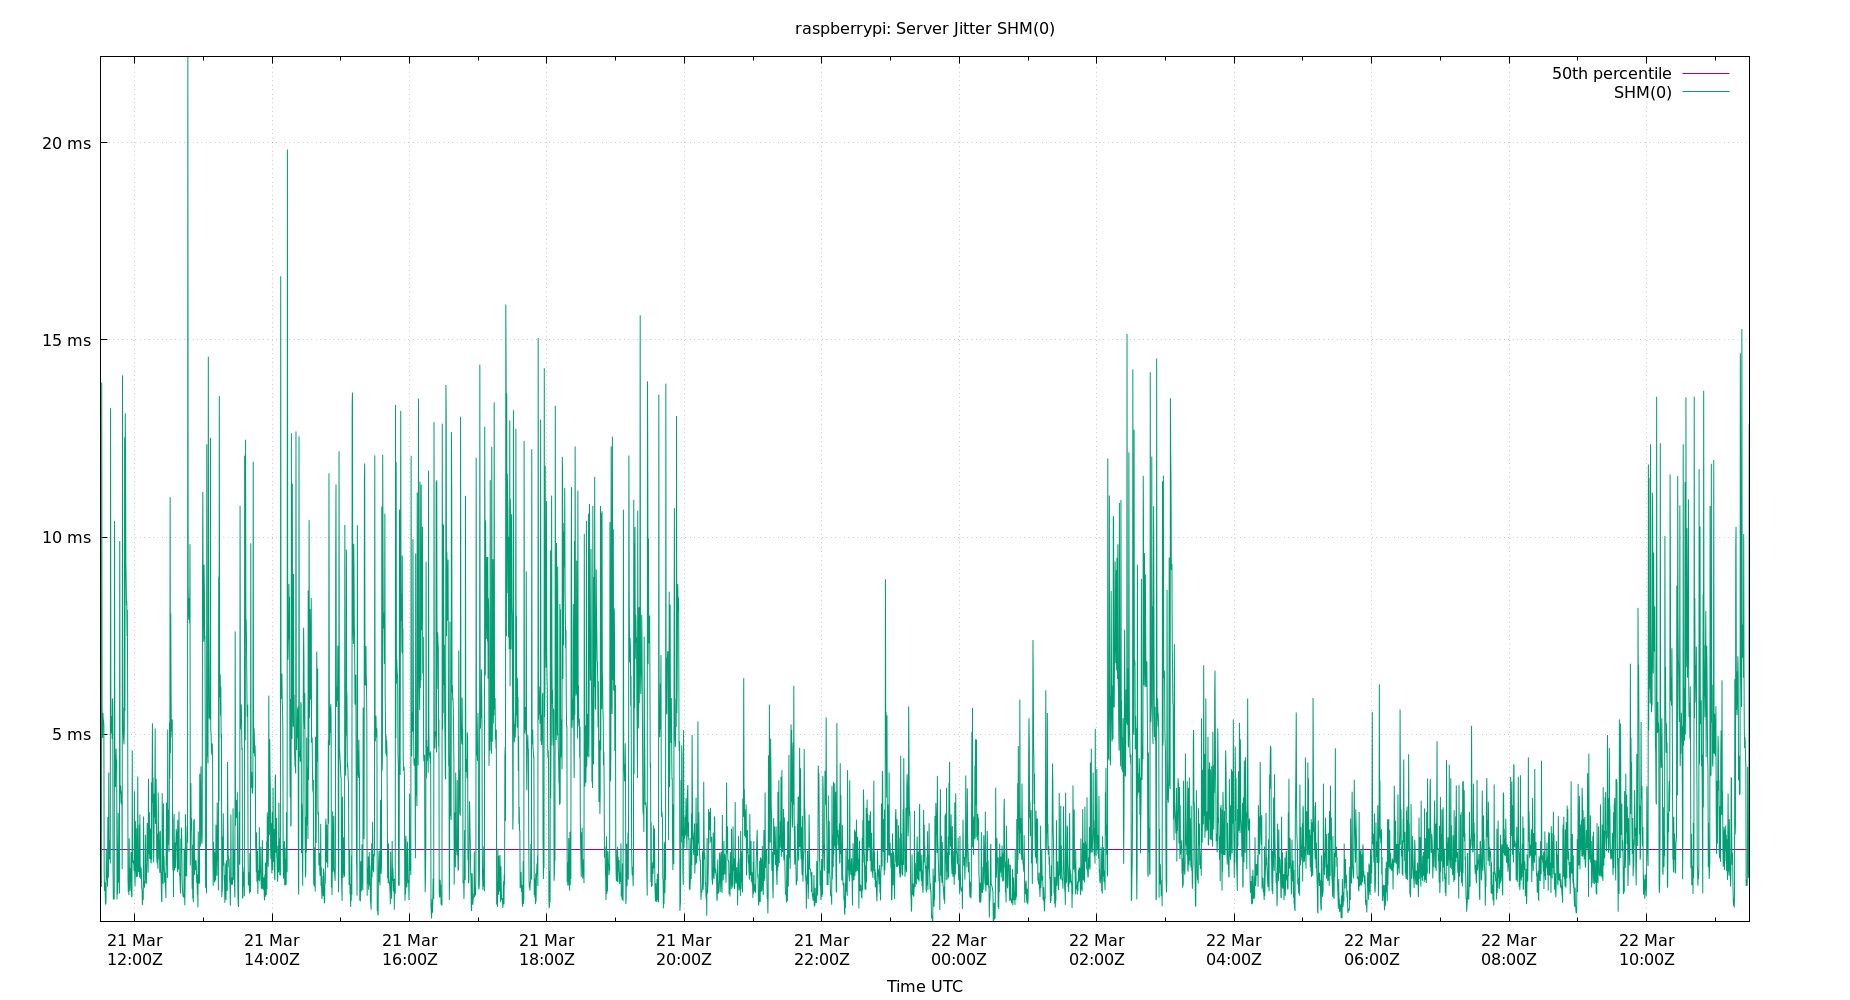 raspberrypi: Server Jitter SHM(0)
50th percentile
SHM(0)
20 ms
15 ms
10 ms
5 ms
21 Mar 21 Mar 21 Mar 21 Mar 21 Mar 21 Mar 22 Mar 22 Mar 22 Mar 22 Mar 22 Mar 22 Mar
12:00Z 14:00Z 16:00Z 18:00Z 20:00Z 22:00Z 00:00Z 02:00Z 04:00Z 06:00Z 08:00Z 10:00Z
Time UTC